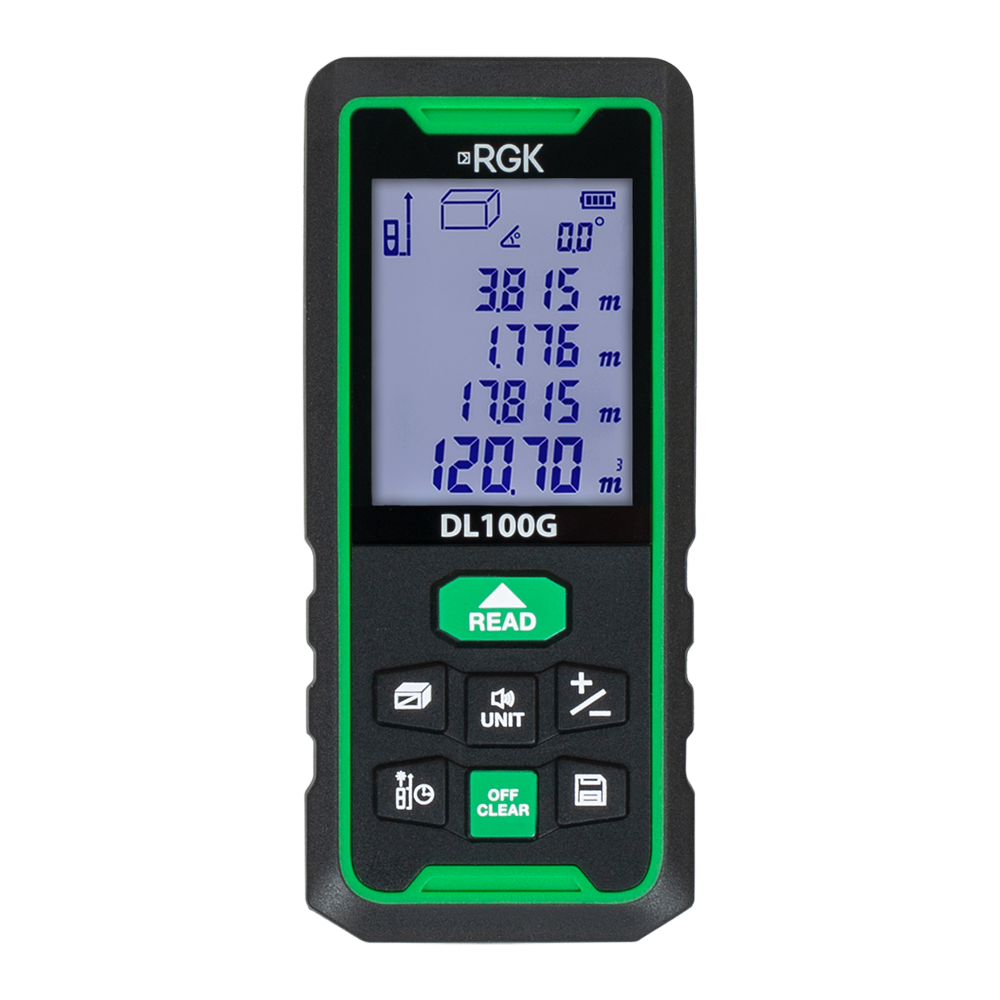 RGK
0.0°
3.815 m
1.776 m
17.815 m
120.70 m³
DL100G
READ
UNIT
+/−
OFF
CLEAR